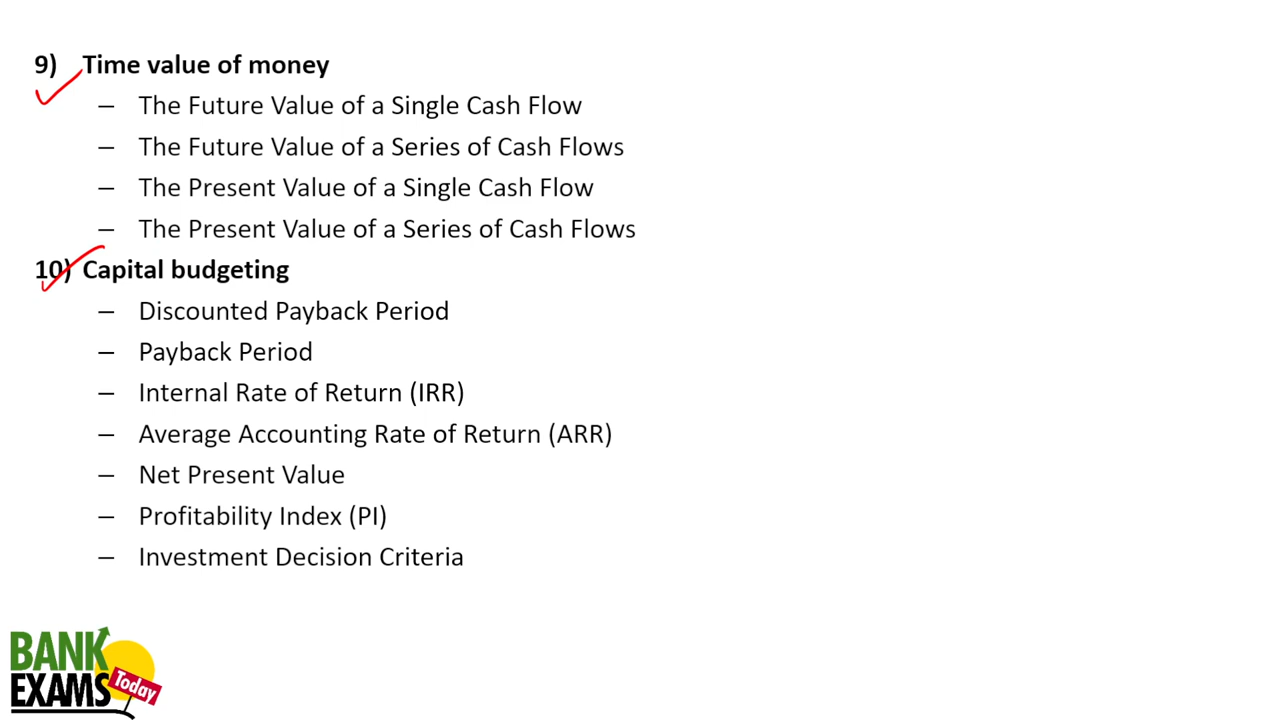 9) Time value of money
– The Future Value of a Single Cash Flow
– The Future Value of a Series of Cash Flows
– The Present Value of a Single Cash Flow
– The Present Value of a Series of Cash Flows
10) Capital budgeting
– Discounted Payback Period
– Payback Period
– Internal Rate of Return (IRR)
– Average Accounting Rate of Return (ARR)
– Net Present Value
– Profitability Index (PI)
– Investment Decision Criteria
BANK
EXAMS Today